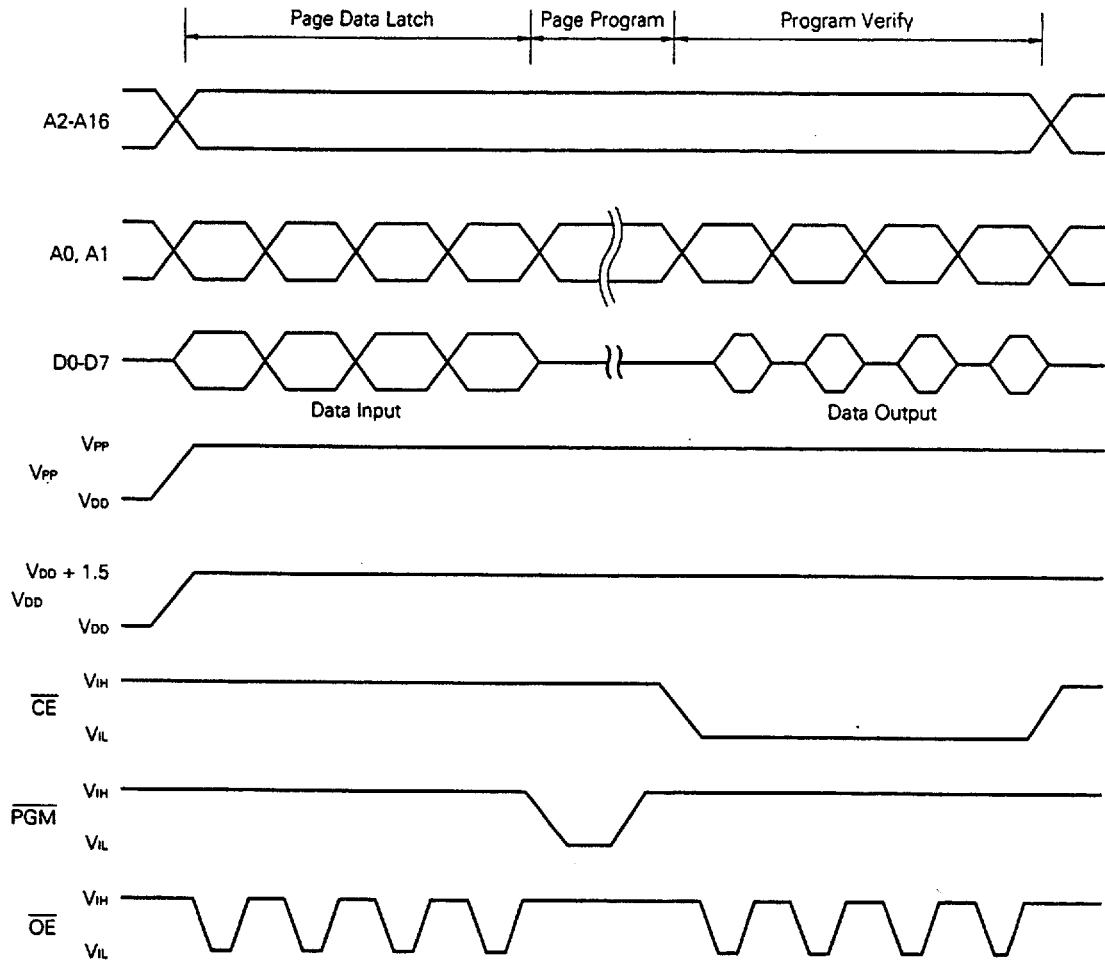 Page Data Latch Page Program Program Verify
A2-A16
A0, A1
D0-D7
Data Input Data Output
VPP
VPP
VDD
VDD + 1.5
VDD
VDD
VIH
CE
VIL
VIH
PGM
VIL
VIH
OE
VIL